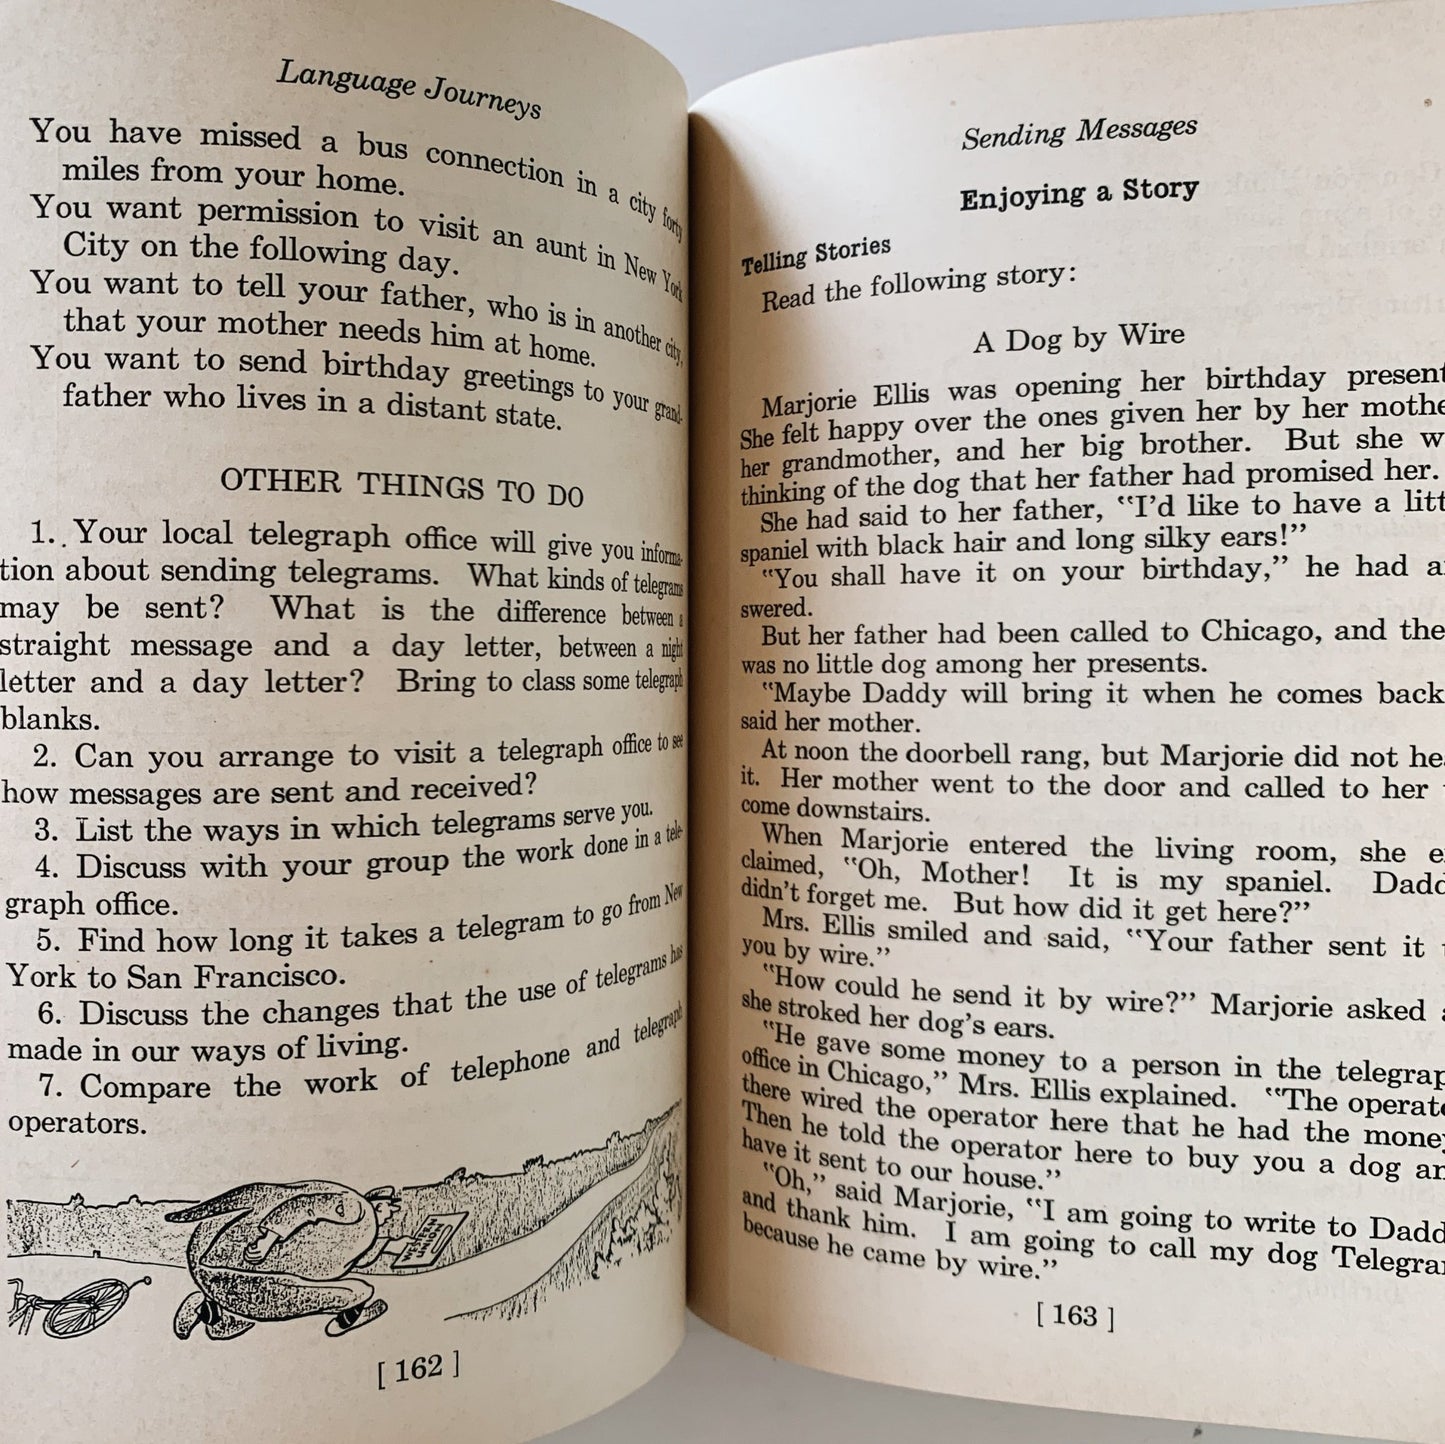 Language Journeys
You have missed a bus connection in a city forty
miles from your home.
You want permission to visit an aunt in New York
City on the following day.
You want to tell your father, who is in another city,
that your mother needs him at home.
You want to send birthday greetings to your grand-
father who lives in a distant state.
OTHER THINGS TO DO
1. Your local telegraph office will give you informa-
tion about sending telegrams. What kinds of telegrams
may be sent? What is the difference between a
straight message and a day letter, between a night
letter and a day letter? Bring to class some telegraph
blanks.
2. Can you arrange to visit a telegraph office to see
how messages are sent and received?
3. List the ways in which telegrams serve you.
4. Discuss with your group the work done in a tele-
graph office.
5. Find how long it takes a telegram to go from New
York to San Francisco.
6. Discuss the changes that the use of telegrams has
made in our ways of living.
7. Compare the work of telephone and telegraph
operators.
[ 162 ]
Sending Messages
Enjoying a Story
Telling Stories
Read the following story:
A Dog by Wire
Marjorie Ellis was opening her birthday present
She felt happy over the ones given her by her mothe
her grandmother, and her big brother. But she w
thinking of the dog that her father had promised her.
She had said to her father, "I'd like to have a litt
spaniel with black hair and long silky ears!"
"You shall have it on your birthday," he had a
swered.
But her father had been called to Chicago, and the
was no little dog among her presents.
"Maybe Daddy will bring it when he comes back
said her mother.
At noon the doorbell rang, but Marjorie did not he
it. Her mother went to the door and called to her
come downstairs.
When Marjorie entered the living room, she e
claimed, "Oh, Mother! It is my spaniel. Dadd
didn't forget me. But how did it get here?"
Mrs. Ellis smiled and said, "Your father sent it
you by wire."
"How could he send it by wire?" Marjorie asked a
she stroked her dog's ears.
"He gave some money to a person in the telegrap
office in Chicago," Mrs. Ellis explained. "The operato
there wired the operator here that he had the money
Then he told the operator here to buy you a dog an
have it sent to our house."
"Oh," said Marjorie, "I am going to write to Dadd
and thank him. I am going to call my dog Telegra
because he came by wire."
[ 163 ]